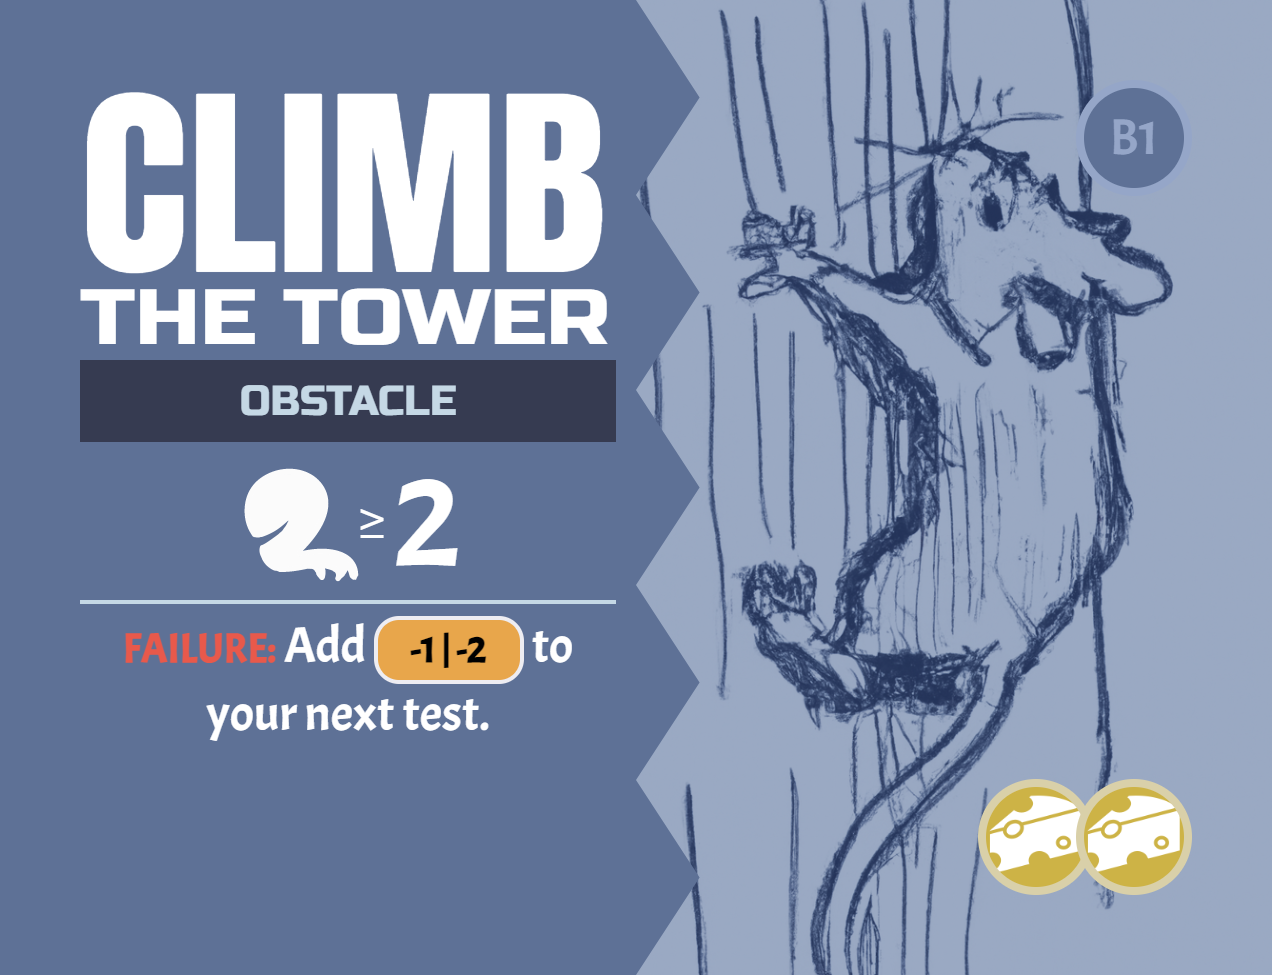 CLIMB
THE TOWER
B1
OBSTACLE
≥ 2
FAILURE: Add -1 | -2 to
your next test.